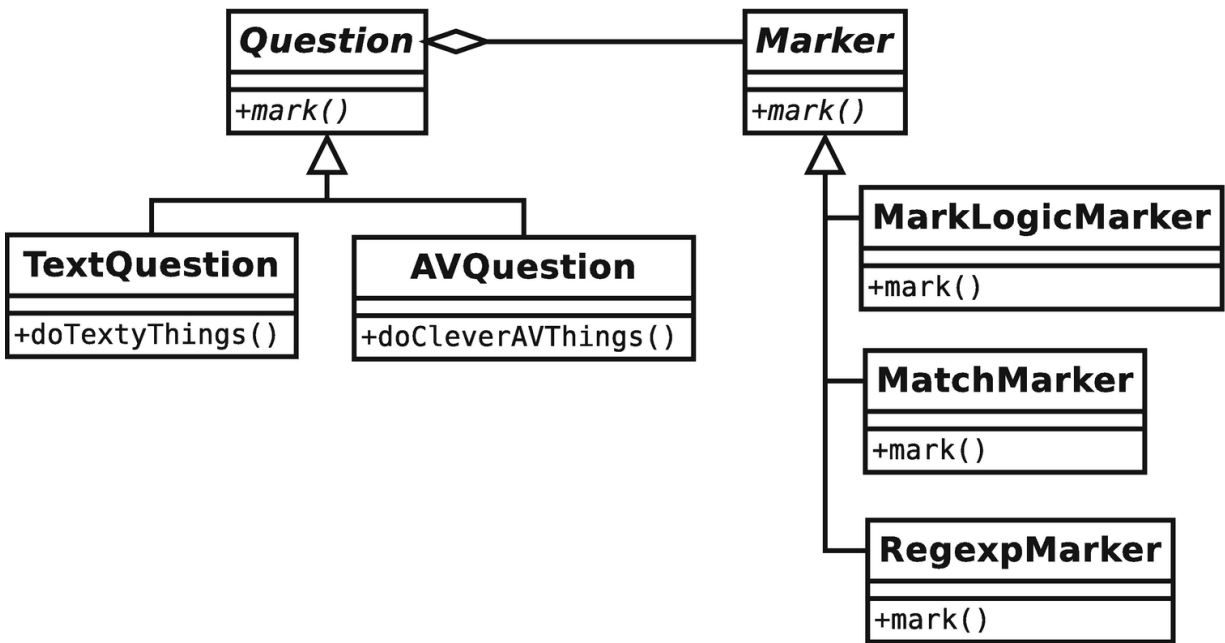 Question
+mark()
Marker
+mark()
TextQuestion
+doTextyThings()
AVQuestion
+doCleverAVThings()
MarkLogicMarker
+mark()
MatchMarker
+mark()
RegexpMarker
+mark()